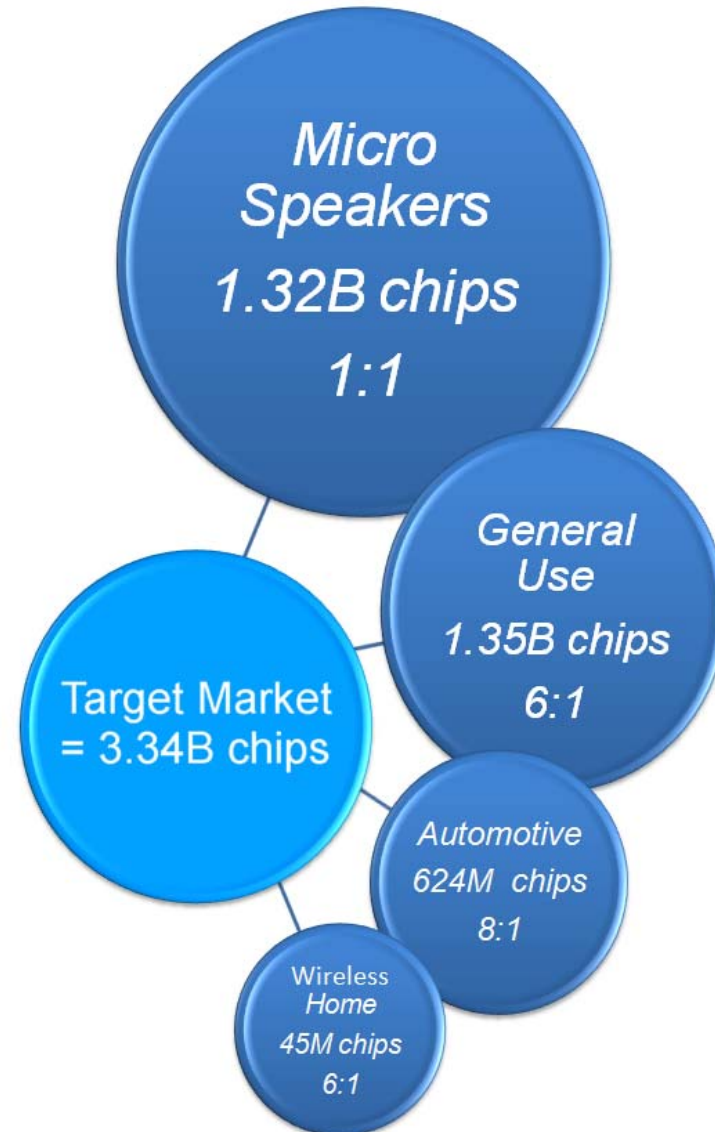 Micro
Speakers
1.32B chips
1:1
General
Use
1.35B chips
6:1
Target Market
= 3.34B chips
Automotive
624M chips
8:1
Wireless
Home
45M chips
6:1